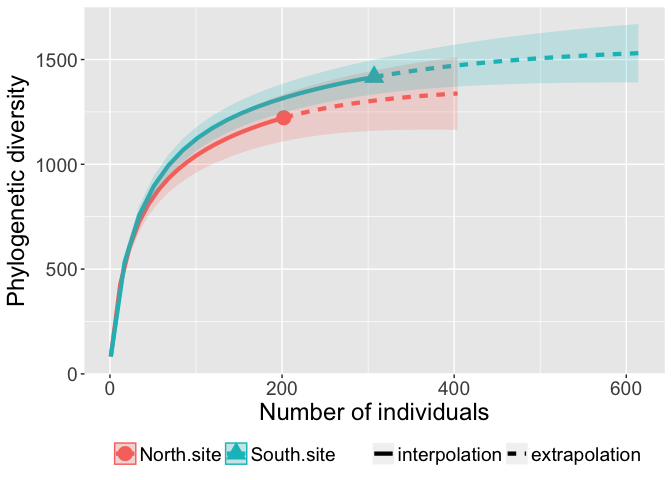 Phylogenetic diversity
1500
1000
500
0
0 200 400 600
Number of individuals
North.site South.site interpolation extrapolation